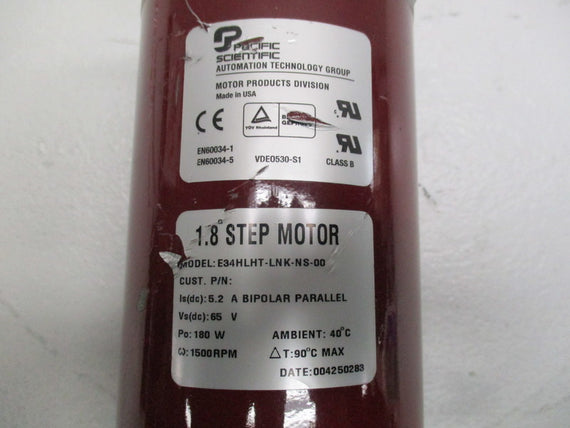 PACIFIC
SCIENTIFIC
AUTOMATION TECHNOLOGY GROUP
MOTOR PRODUCTS DIVISION
Made in USA
CE
TÜV Rheinland
EN60034-1
EN60034-5 VDE0530-S1 CLASS B
1.8° STEP MOTOR
MODEL: E34HLHT-LNK-NS-00
CUST. P/N:
Is(dc): 5.2 A BIPOLAR PARALLEL
Vs(dc): 65 V
Po: 180 W AMBIENT: 40°C
ω: 1500RPM △T: 90°C MAX
DATE: 004250283